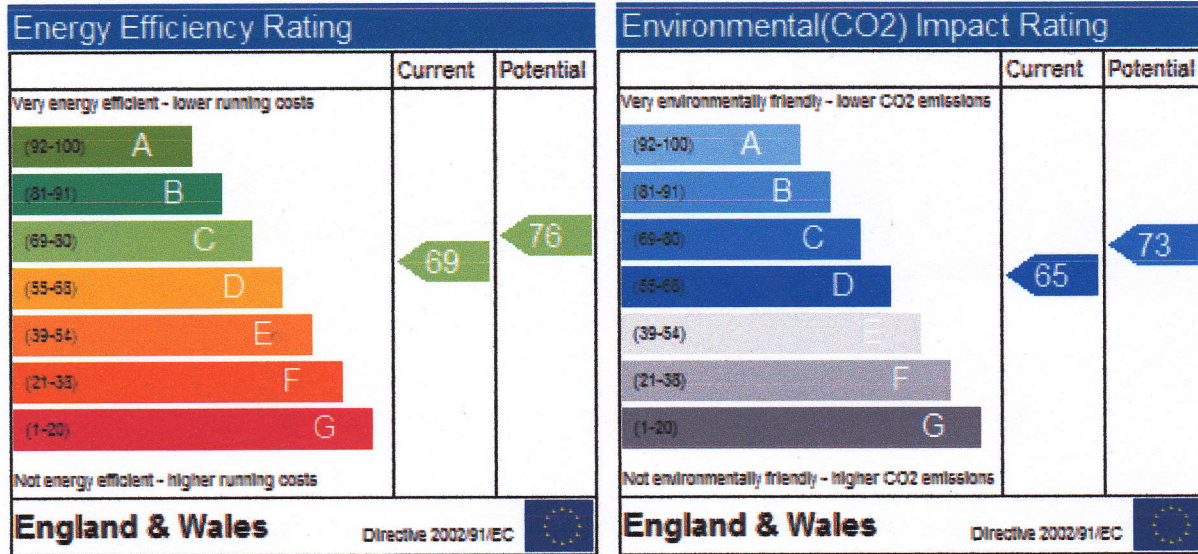 Energy Efficiency Rating
Current Potential
Very energy efficient - lower running costs
(92-100) A
(81-91) B
(69-80) C
(55-68) D
(39-54) E
(21-38) F
(1-20) G
69
76
Not energy efficient - higher running costs
England & Wales
Directive 2002/91/EC
Environmental(CO2) Impact Rating
Current Potential
Very environmentally friendly - lower CO2 emissions
(92-100) A
(81-91) B
(69-80) C
(55-68) D
(39-54) E
(21-38) F
(1-20) G
65
73
Not environmentally friendly - higher CO2 emissions
England & Wales
Directive 2002/91/EC